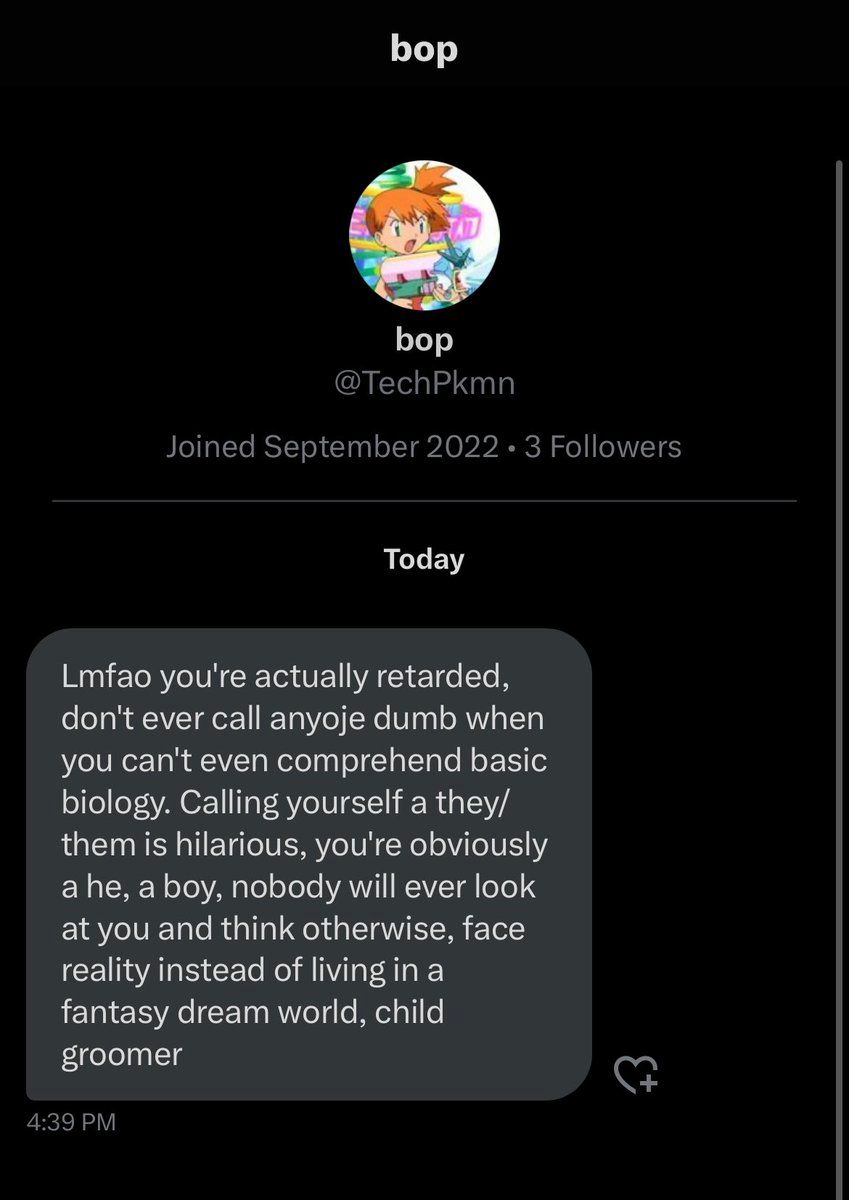 bop
bop
@TechPkmn
Joined September 2022 • 3 Followers
Today
Lmfao you're actually retarded,
don't ever call anyoje dumb when
you can't even comprehend basic
biology. Calling yourself a they/
them is hilarious, you're obviously
a he, a boy, nobody will ever look
at you and think otherwise, face
reality instead of living in a
fantasy dream world, child
groomer
4:39 PM